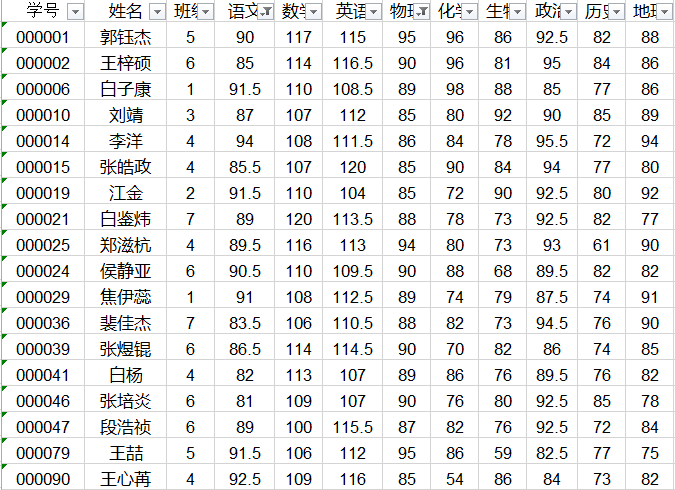 学号 姓名 班级 语文 数学 英语 物理 化学 生物 政治 历史 地理
000001 郭钰杰 5 90 117 115 95 96 86 92.5 82 88
000002 王梓硕 6 85 114 116.5 90 96 81 95 84 86
000006 白子康 1 91.5 110 108.5 89 98 88 85 77 86
000010 刘靖 3 87 107 112 85 80 92 90 85 89
000014 李洋 4 94 108 111.5 86 84 78 95.5 72 94
000015 张皓政 4 85.5 107 120 85 90 84 94 77 80
000019 江金 2 91.5 110 104 85 72 90 92.5 80 92
000021 白鉴炜 7 89 120 113.5 88 78 73 92.5 82 77
000025 郑滋杭 4 89.5 116 113 94 80 73 93 61 90
000024 侯静亚 6 90.5 110 109.5 90 88 68 89.5 82 82
000029 焦伊蕊 1 91 108 112.5 89 74 79 87.5 74 91
000036 裴佳杰 7 83.5 106 110.5 88 82 73 94.5 76 90
000039 张煜锟 6 86.5 114 114.5 90 70 82 86 74 85
000041 白杨 4 82 113 107 89 86 76 89.5 76 82
000046 张培炎 6 81 109 107 90 76 80 92.5 85 78
000047 段浩祯 6 89 100 115.5 87 82 76 92.5 72 84
000079 王喆 5 91.5 106 112 95 86 59 82.5 77 75
000090 王心苒 4 92.5 109 116 85 54 86 84 73 82